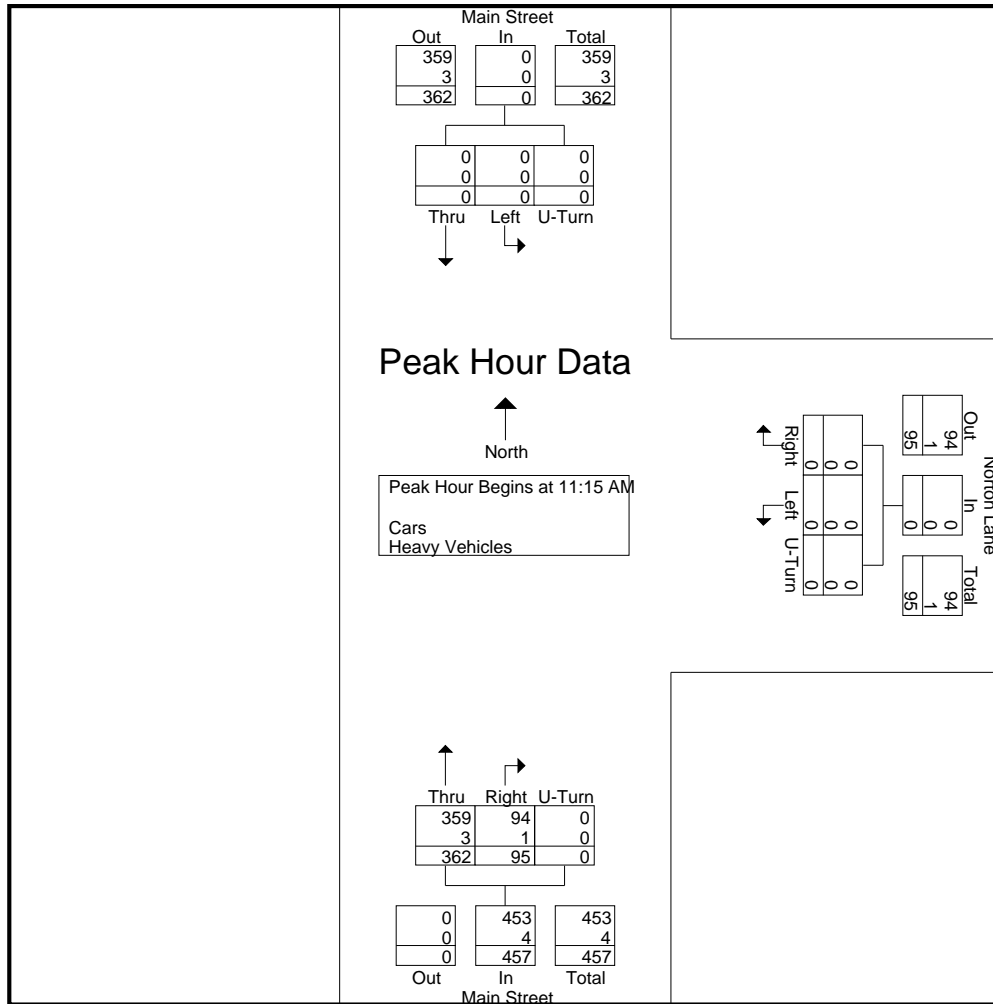 Main Street
Out In Total
359 0 359
3 0 3
362 0 362
0 0 0
0 0 0
0 0 0
Thru Left U-Turn
Peak Hour Data
North
Peak Hour Begins at 11:15 AM
Cars
Heavy Vehicles
Norton Lane
Out In Total
94 0 94
1 0 1
95 0 95
0 0 0
0 0 0
0 0 0
Right Left U-Turn
Thru Right U-Turn
359 94 0
3 1 0
362 95 0
0 453 453
0 4 4
0 457 457
Out In Total
Main Street